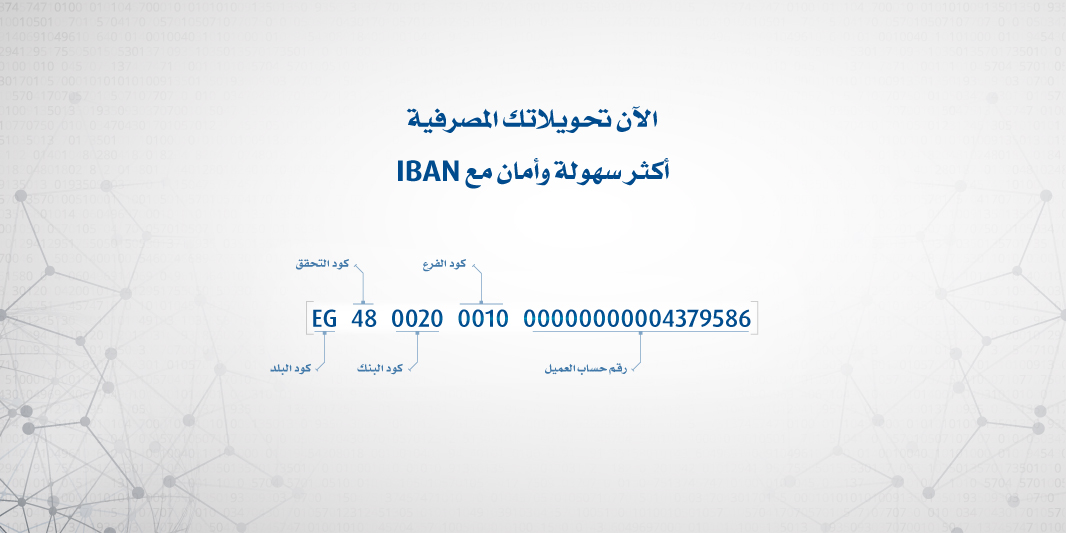 الآن تحويلاتك المصرفية
أكثر سهولة وأمان مع IBAN
كود التحقق
كود الفرع
EG 48 0020 0010 00000000004379586
كود البلد
كود البنك
رقم حساب العميل